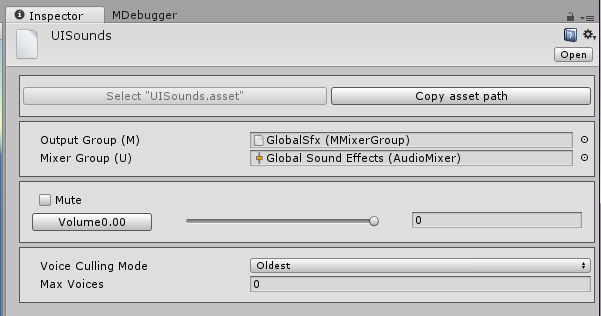 Inspector MDebugger
UISounds
Open
Select "UISounds.asset" Copy asset path
Output Group (M) GlobalSfx (MMixerGroup)
Mixer Group (U) Global Sound Effects (AudioMixer)
Mute
Volume0.00 0
Voice Culling Mode Oldest
Max Voices 0